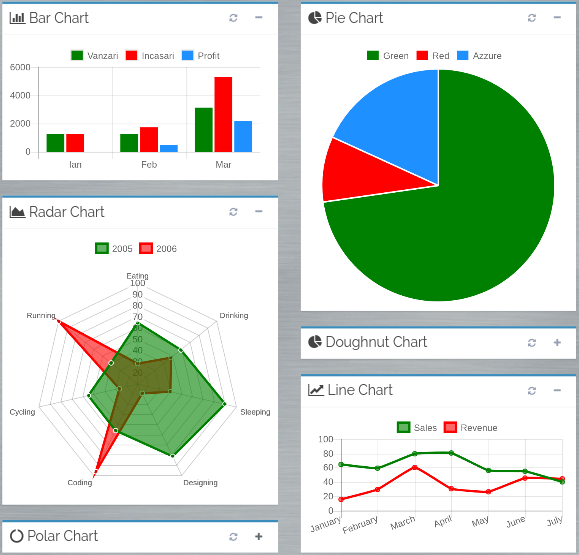 Bar Chart
Vanzari Incasari Profit
6000
4000
2000
0
Ian Feb Mar
Radar Chart
2005 2006
Eating
100
90
80
70
60
50
40
30
20
Drinking
Running
Sleeping
Cycling
Designing
Coding
Polar Chart
Pie Chart
Green Red Azzure
Doughnut Chart
Line Chart
Sales Revenue
100
80
60
40
20
0
January February March April May June July